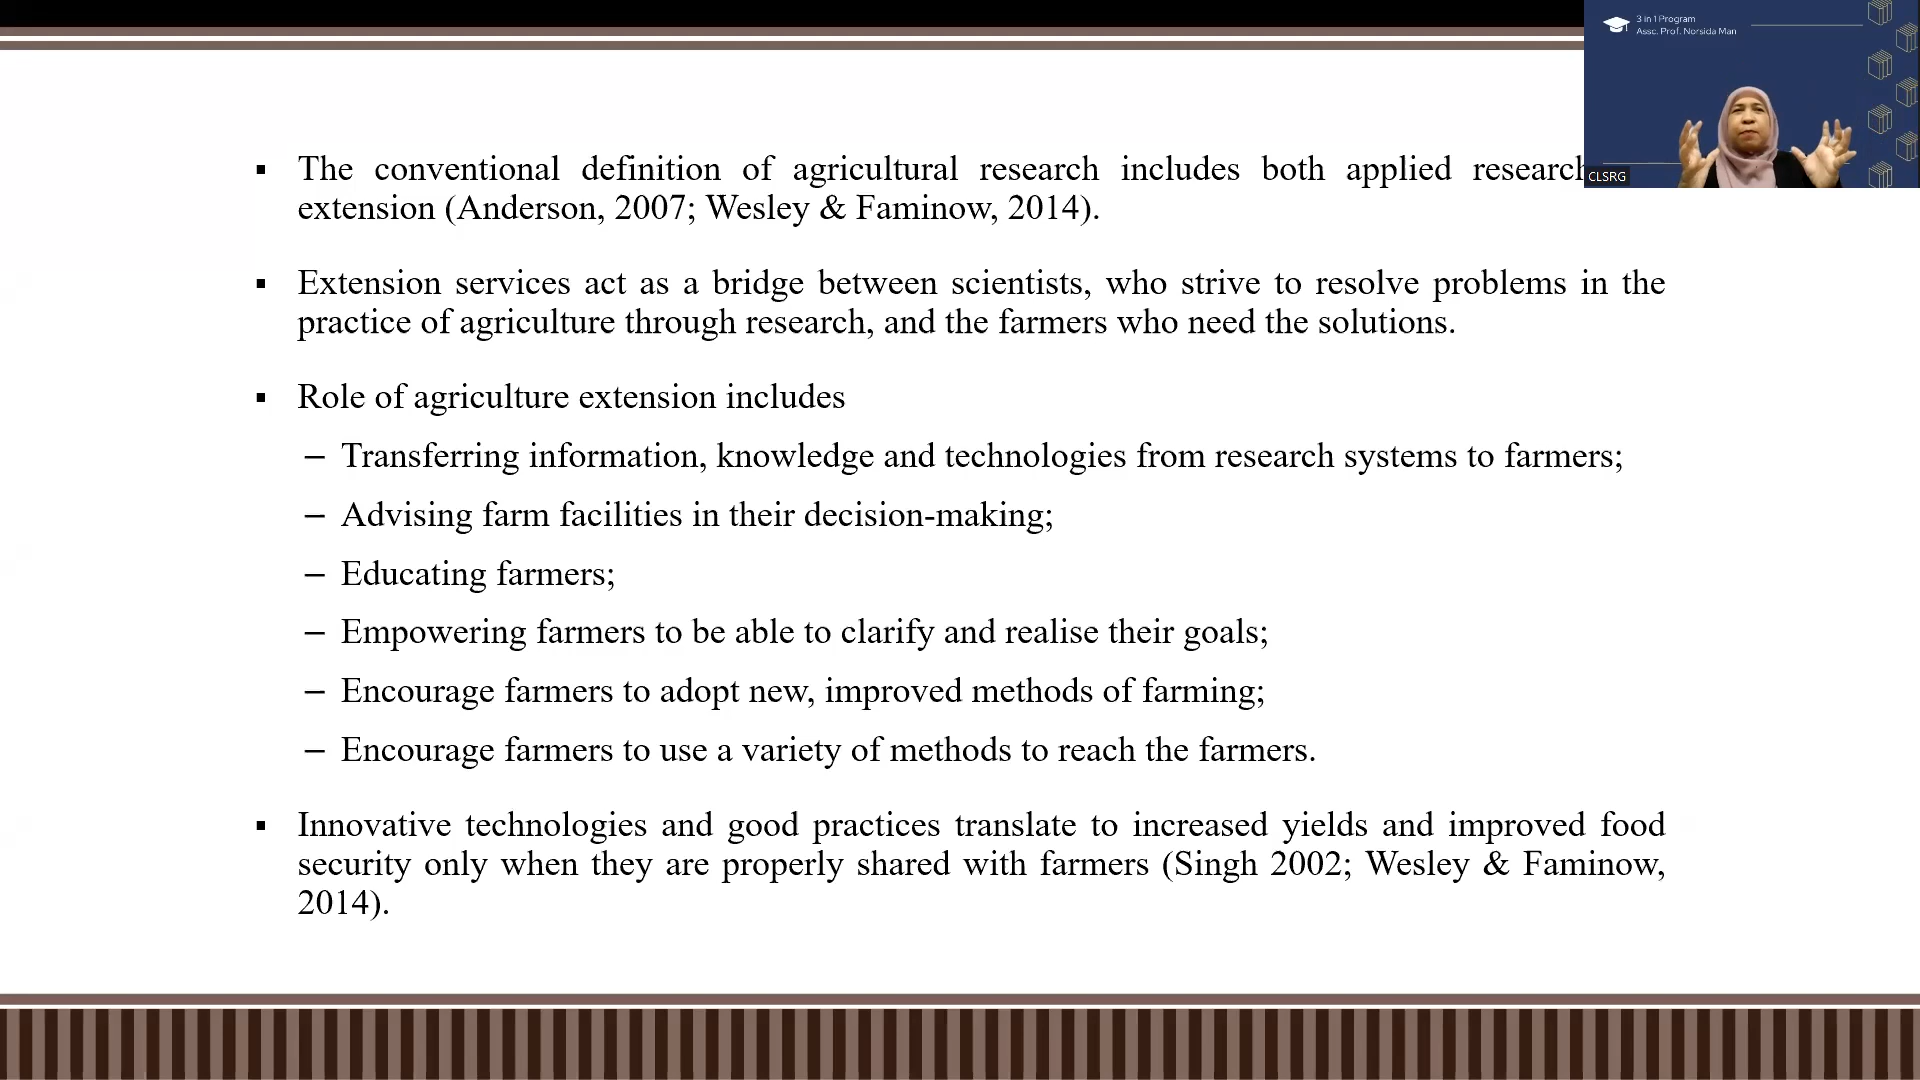 3 in 1 Program
Assc. Prof. Norsida Man
CLSRG
▪ The conventional definition of agricultural research includes both applied research
extension (Anderson, 2007; Wesley & Faminow, 2014).
▪ Extension services act as a bridge between scientists, who strive to resolve problems in the
practice of agriculture through research, and the farmers who need the solutions.
▪ Role of agriculture extension includes
– Transferring information, knowledge and technologies from research systems to farmers;
– Advising farm facilities in their decision-making;
– Educating farmers;
– Empowering farmers to be able to clarify and realise their goals;
– Encourage farmers to adopt new, improved methods of farming;
– Encourage farmers to use a variety of methods to reach the farmers.
▪ Innovative technologies and good practices translate to increased yields and improved food
security only when they are properly shared with farmers (Singh 2002; Wesley & Faminow,
2014).